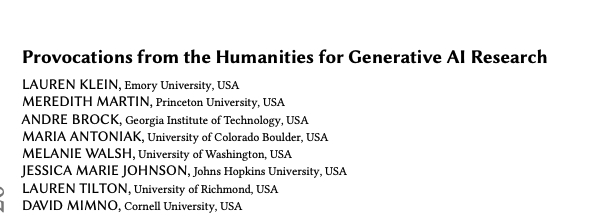 Provocations from the Humanities for Generative AI Research
LAUREN KLEIN, Emory University, USA
MEREDITH MARTIN, Princeton University, USA
ANDRE BROCK, Georgia Institute of Technology, USA
MARIA ANTONIAK, University of Colorado Boulder, USA
MELANIE WALSH, University of Washington, USA
JESSICA MARIE JOHNSON, Johns Hopkins University, USA
LAUREN TILTON, University of Richmond, USA
DAVID MIMNO, Cornell University, USA